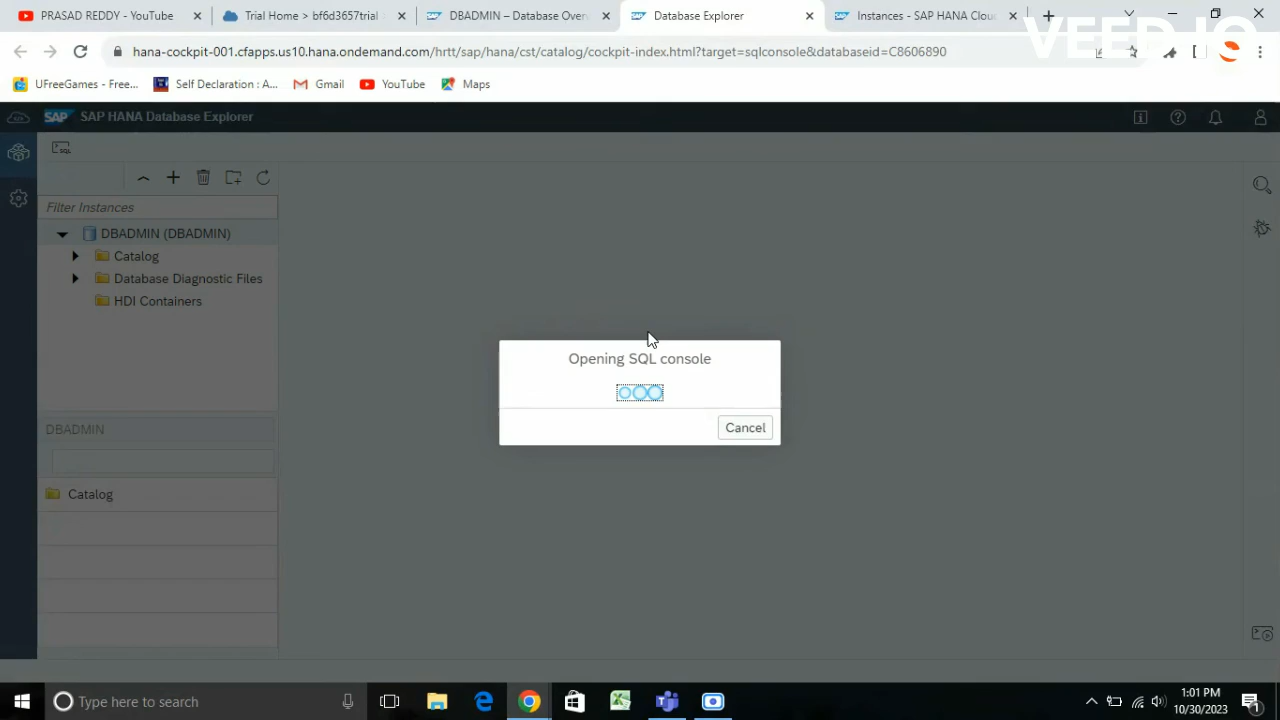 PRASAD REDDY - YouTube
Trial Home > bf6d3657trial
DBADMIN – Database Over
Database Explorer
Instances - SAP HANA Clou
VEED.IO
hana-cockpit-001.cfapps.us10.hana.ondemand.com/hrtt/sap/hana/cst/catalog/cockpit-index.html?target=sqlconsole&databaseid=C8606890
UFreeGames - Free...
Self Declaration : A...
Gmail
YouTube
Maps
SAP
SAP HANA Database Explorer
SQL
Filter Instances
DBADMIN (DBADMIN)
Catalog
Database Diagnostic Files
HDI Containers
Opening SQL console
Cancel
DBADMIN
Catalog
Type here to search
1:01 PM
10/30/2023
1